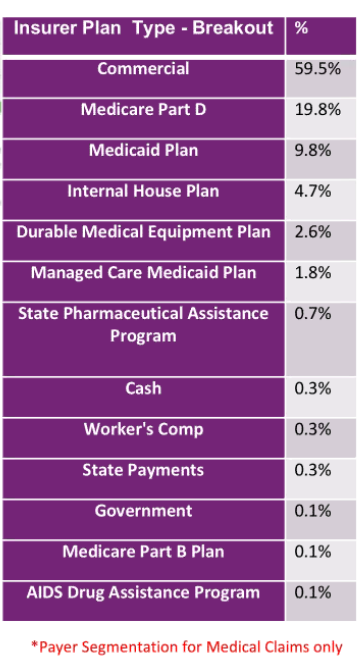 Insurer Plan Type - Breakout %
Commercial 59.5%
Medicare Part D 19.8%
Medicaid Plan 9.8%
Internal House Plan 4.7%
Durable Medical Equipment Plan 2.6%
Managed Care Medicaid Plan 1.8%
State Pharmaceutical Assistance 0.7%
Program
Cash 0.3%
Worker's Comp 0.3%
State Payments 0.3%
Government 0.1%
Medicare Part B Plan 0.1%
AIDS Drug Assistance Program 0.1%
*Payer Segmentation for Medical Claims only